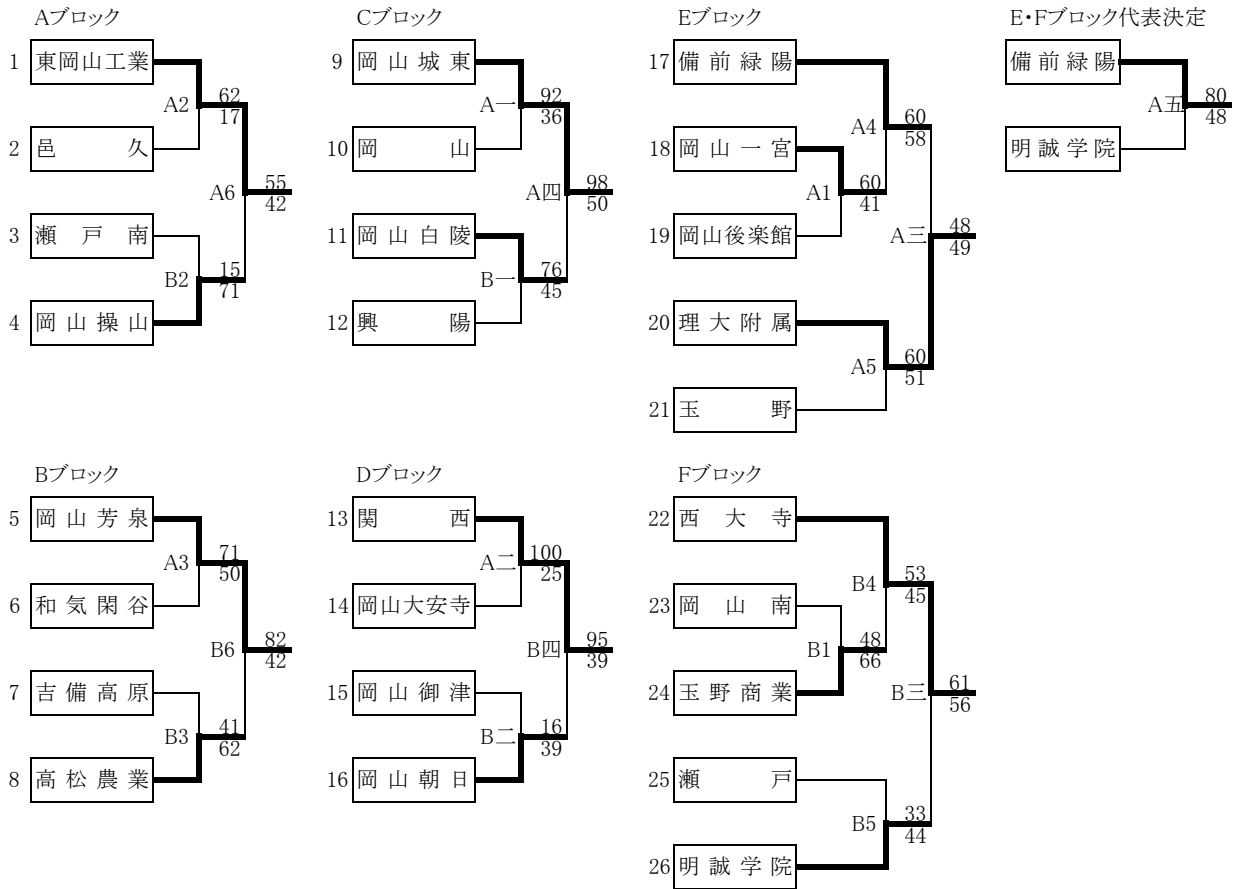 Aブロック
1 東岡山工業
A2 62
17
2 邑久
A6 55
42
3 瀬戸南
B2 15
71
4 岡山操山
Cブロック
9 岡山城東
A一 92
36
10 岡山
A四 98
50
11 岡山白陵
B一 76
45
12 興陽
Eブロック
17 備前緑陽
A4 60
58
18 岡山一宮
A1 60
41
19 岡山後楽館
A三 48
49
20 理大附属
A5 60
51
21 玉野
E・Fブロック代表決定
備前緑陽
A五 80
48
明誠学院
Bブロック
5 岡山芳泉
A3 71
50
6 和気閑谷
B6 82
42
7 吉備高原
B3 41
62
8 高松農業
Dブロック
13 関西
A二 100
25
14 岡山大安寺
B四 95
39
15 岡山御津
B二 16
39
16 岡山朝日
Fブロック
22 西大寺
B4 53
45
23 岡山南
B1 48
66
24 玉野商業
B三 61
56
25 瀬戸
B5 33
44
26 明誠学院